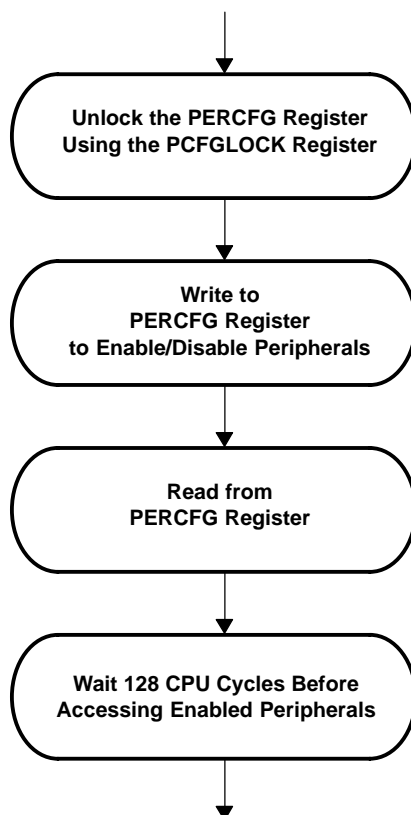 Unlock the PERCFG Register
Using the PCFGLOCK Register
Write to
PERCFG Register
to Enable/Disable Peripherals
Read from
PERCFG Register
Wait 128 CPU Cycles Before
Accessing Enabled Peripherals